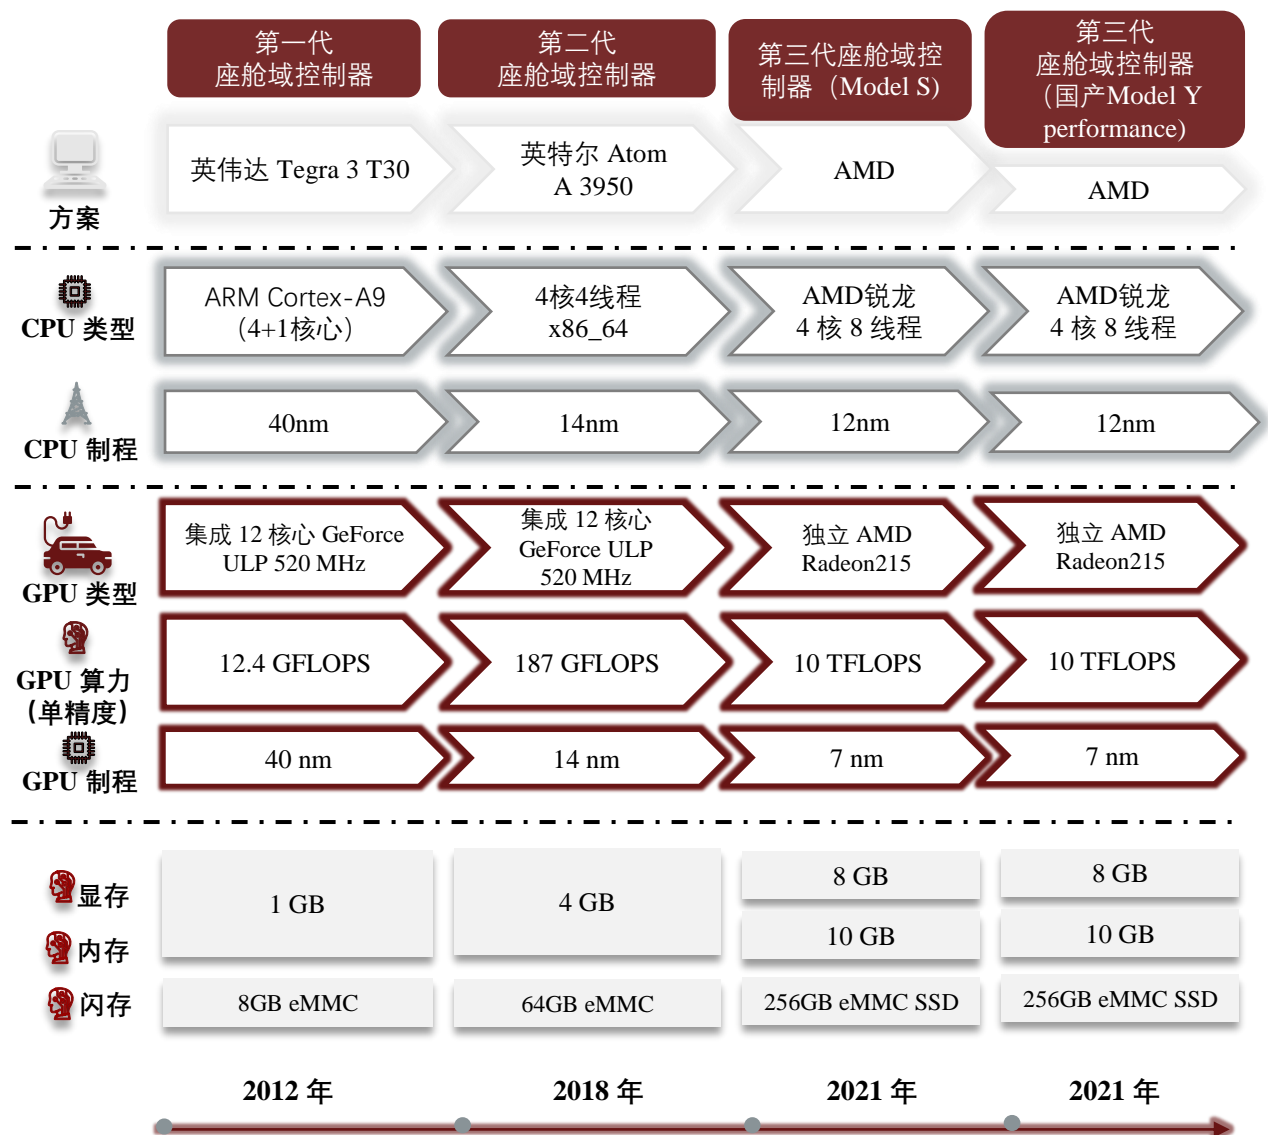 第一代
座舱域控制器
第二代
座舱域控制器
第三代座舱域控
制器（Model S)
第三代
座舱域控制器
（国产Model Y
performance)
方案
英伟达 Tegra 3 T30
英特尔 Atom
A 3950
AMD
AMD
CPU 类型
ARM Cortex-A9
（4+1核心）
4核4线程
x86_64
AMD锐龙
4 核 8 线程
AMD锐龙
4 核 8 线程
CPU 制程
40nm
14nm
12nm
12nm
GPU 类型
集成 12 核心 GeForce
ULP 520 MHz
集成 12 核心
GeForce ULP
520 MHz
独立 AMD
Radeon215
独立 AMD
Radeon215
GPU 算力
（单精度）
12.4 GFLOPS
187 GFLOPS
10 TFLOPS
10 TFLOPS
GPU 制程
40 nm
14 nm
7 nm
7 nm
显存
1 GB
4 GB
8 GB
8 GB
内存
10 GB
10 GB
闪存
8GB eMMC
64GB eMMC
256GB eMMC SSD
256GB eMMC SSD
2012 年
2018 年
2021 年
2021 年